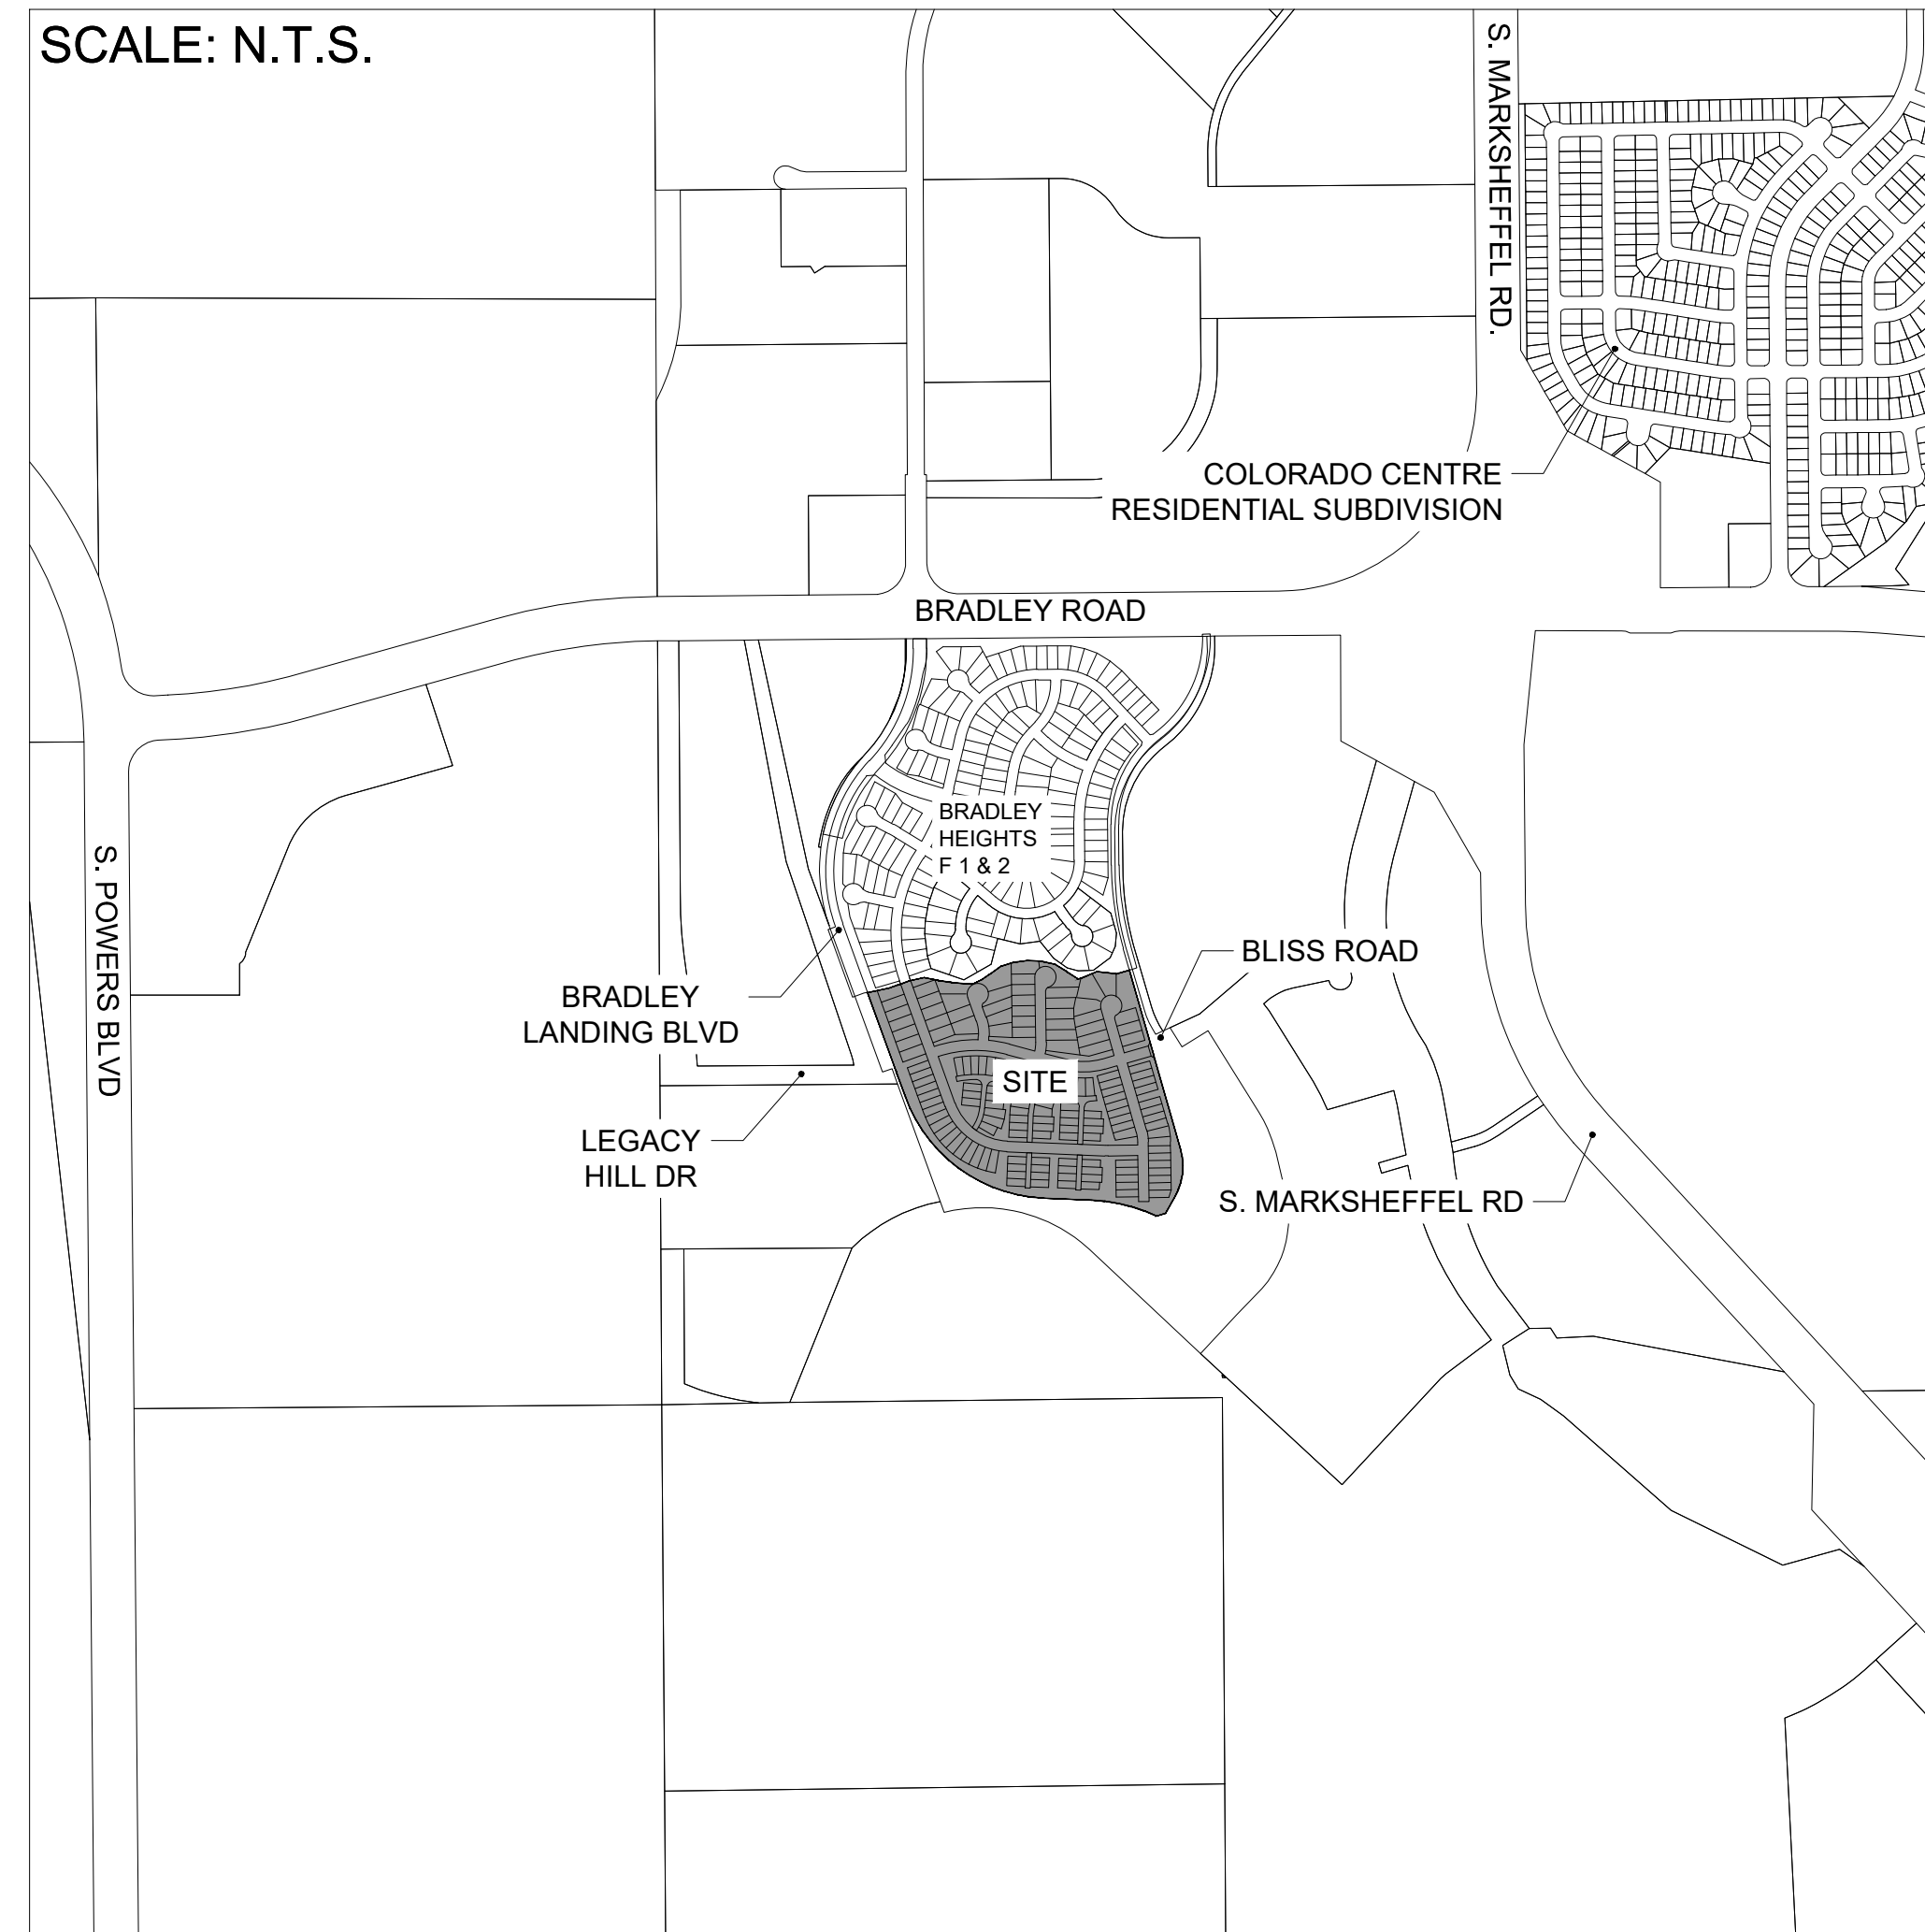 SCALE: N.T.S.
S. MARKSHEFFEL RD.
COLORADO CENTRE
RESIDENTIAL SUBDIVISION
BRADLEY ROAD
BRADLEY
HEIGHTS
F 1 & 2
S. POWERS BLVD
BLISS ROAD
BRADLEY
LANDING BLVD
SITE
LEGACY
HILL DR
S. MARKSHEFFEL RD